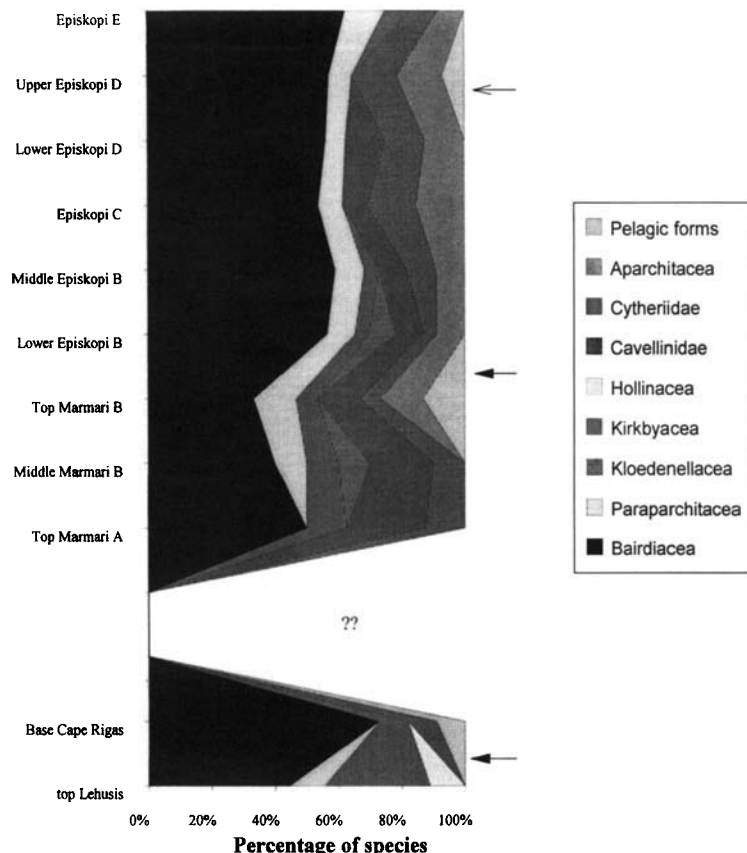 Episkopi E
Upper Episkopi D
Lower Episkopi D
Episkopi C
Middle Episkopi B
Lower Episkopi B
Top Marmari B
Middle Marmari B
Top Marmari A
??
Base Cape Rigas
top Lehusis
0% 20% 40% 60% 80% 100%
Percentage of species
Pelagic forms
Aparchitacea
Cytheriidae
Cavellinidae
Hollinacea
Kirkbyacea
Kloedenellacea
Paraparchitacea
Bairdiacea